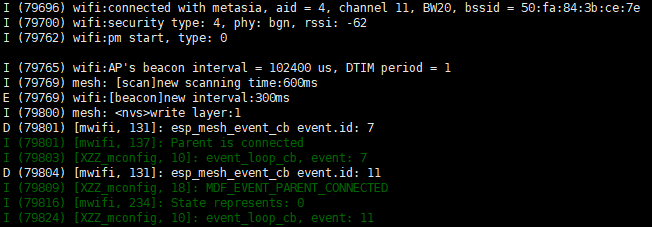 I (79696) wifi:connected with metasia, aid = 4, channel 11, BW20, bssid = 50:fa:84:3b:ce:7e
I (79700) wifi:security type: 4, phy: bgn, rssi: -62
I (79762) wifi:pm start, type: 0
I (79765) wifi:AP's beacon interval = 102400 us, DTIM period = 1
I (79769) mesh: [scan]new scanning time:600ms
E (79769) wifi:[beacon]new interval:300ms
I (79800) mesh: <nvs>write layer:1
D (79801) [mwifi, 131]: esp_mesh_event_cb event.id: 7
I (79801) [mwifi, 137]: Parent is connected
I (79803) [XZZ_mconfig, 10]: event_loop_cb, event: 7
D (79804) [mwifi, 131]: esp_mesh_event_cb event.id: 11
I (79809) [XZZ_mconfig, 18]: MDF_EVENT_PARENT_CONNECTED
I (79816) [mwifi, 234]: State represents: 0
I (79824) [XZZ_mconfig, 10]: event_loop_cb, event: 11